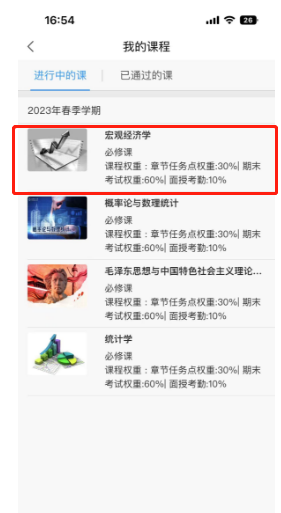 16:54
26
我的课程
进行中的课
已通过的课
2023年春季学期
宏观经济学
必修课
课程权重：章节任务点权重:30%| 期末
考试权重:60%| 面授考勤:10%
概率论与数理统计
必修课
课程权重：章节任务点权重:30%| 期末
考试权重:60%| 面授考勤:10%
毛泽东思想与中国特色社会主义理论...
必修课
课程权重：章节任务点权重:30%| 期末
考试权重:60%| 面授考勤:10%
统计学
必修课
课程权重：章节任务点权重:30%| 期末
考试权重:60%| 面授考勤:10%